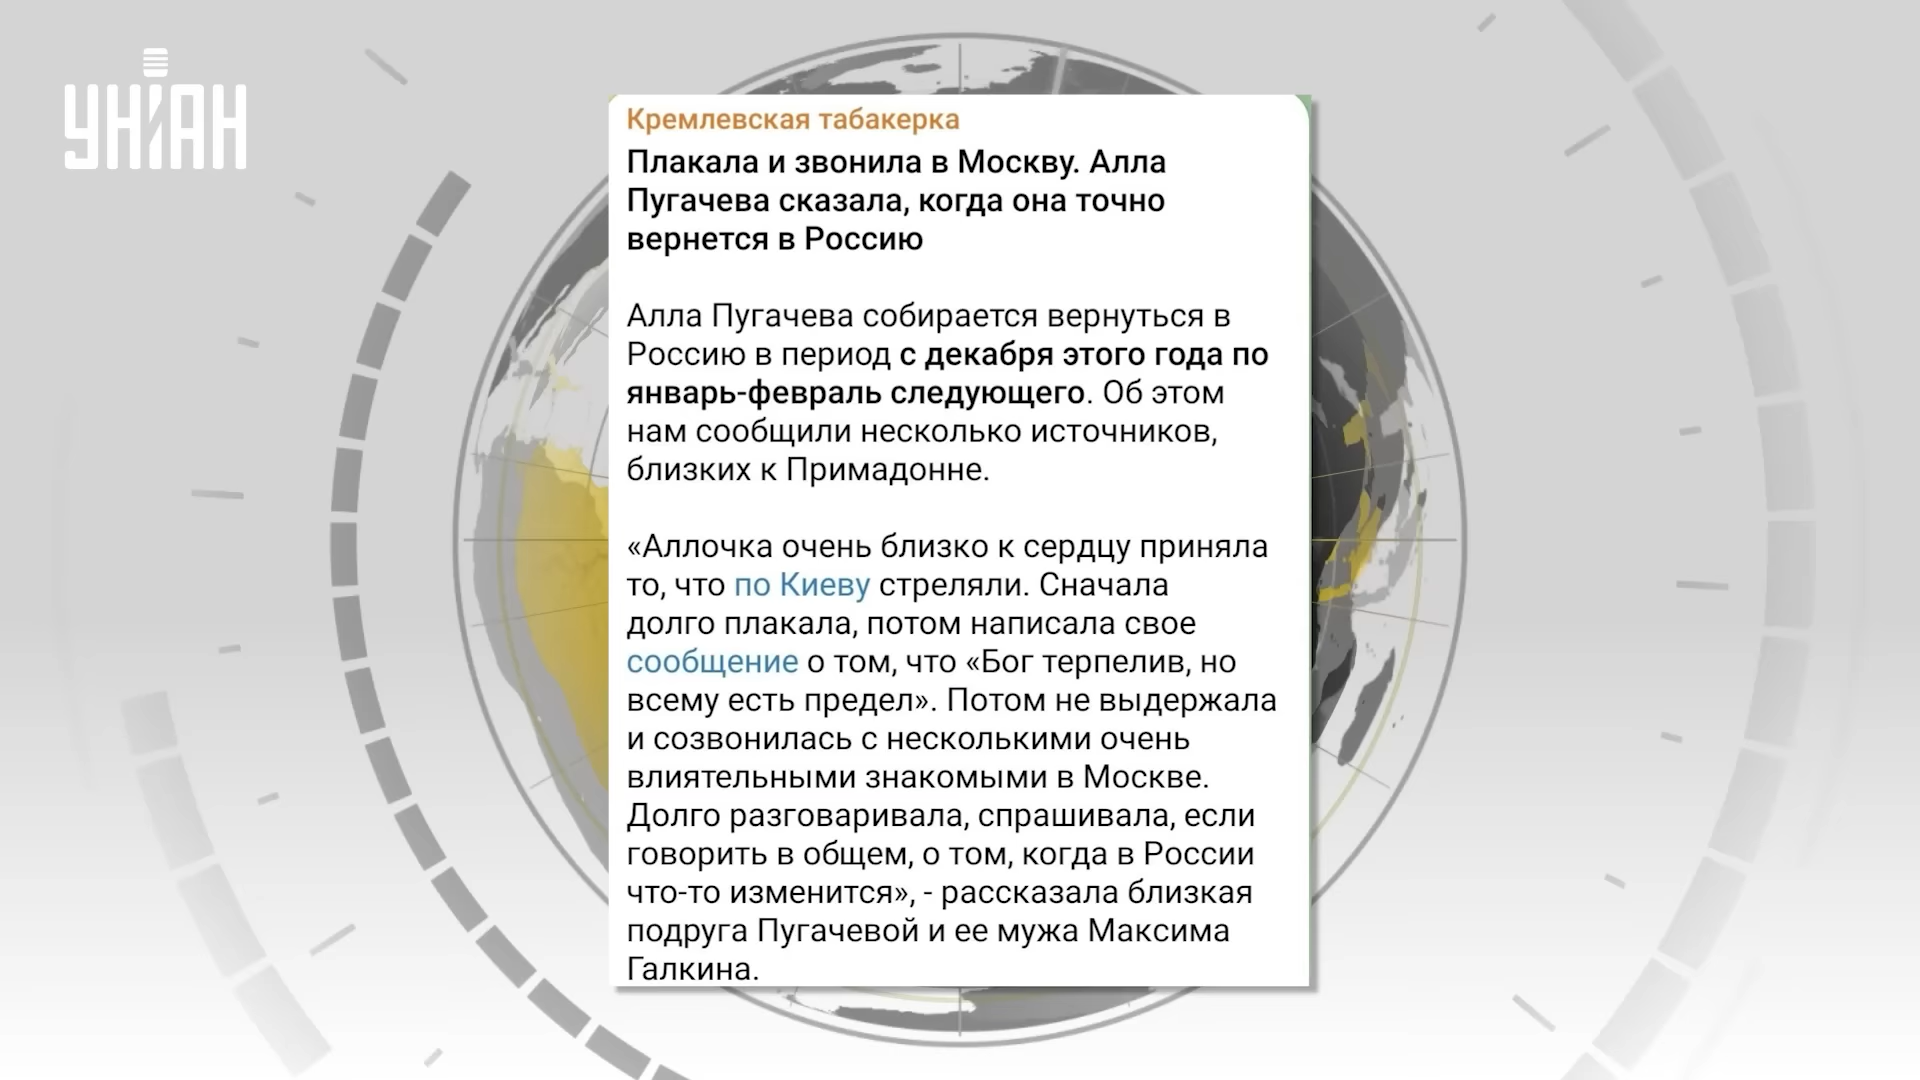 УНІАН
Кремлевская табакерка
Плакала и звонила в Москву. Алла
Пугачева сказала, когда она точно
вернется в Россию
Алла Пугачева собирается вернуться в
Россию в период с декабря этого года по
январь-февраль следующего. Об этом
нам сообщили несколько источников,
близких к Примадонне.
«Аллочка очень близко к сердцу приняла
то, что по Киеву стреляли. Сначала
долго плакала, потом написала свое
сообщение о том, что «Бог терпелив, но
всему есть предел». Потом не выдержала
и созвонилась с несколькими очень
влиятельными знакомыми в Москве.
Долго разговаривала, спрашивала, если
говорить в общем, о том, когда в России
что-то изменится», - рассказала близкая
подруга Пугачевой и ее мужа Максима
Галкина.